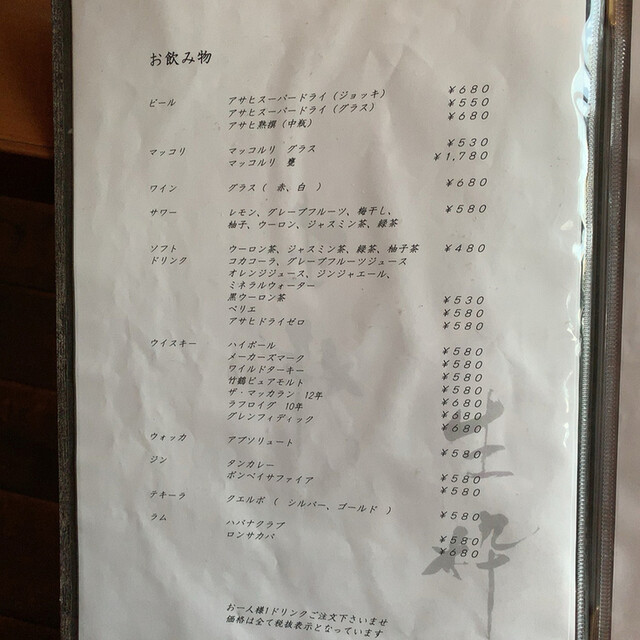 お飲み物
ビール アサヒスーパードライ（ジョッキ） ￥680
アサヒスーパードライ（グラス） ￥550
アサヒ熟撰（中瓶） ￥680
マッコリ マッコルリ グラス ￥530
マッコルリ 甕 ￥1,780
ワイン グラス（ 赤、白 ） ￥680
サワー レモン、グレープフルーツ、梅干し、 ￥580
柚子、ウーロン、ジャスミン茶、緑茶
ソフト ウーロン茶、ジャスミン茶、緑茶、柚子茶 ￥480
ドリンク コカコーラ、グレープフルーツジュース
オレンジジュース、ジンジャエール、
ミネラルウォーター
黒ウーロン茶 ￥530
ペリエ ￥580
アサヒドライゼロ ￥580
ウイスキー ハイボール ￥580
メーカーズマーク ￥580
ワイルドターキー ￥580
竹鶴ピュアモルト ￥580
ザ・マッカラン 12年 ￥680
ラフロイグ 10年 ￥680
グレンフィディック ￥680
ウォッカ アブソリュート ￥580
ジン タンカレー ￥580
ボンベイサファイア ￥580
テキーラ クエルボ（ シルバー、ゴールド ） ￥580
ラム ハバナクラブ ￥580
ロンサカパ ￥680
お一人様1ドリンクご注文下さいませ
価格は全て税抜表示となっています